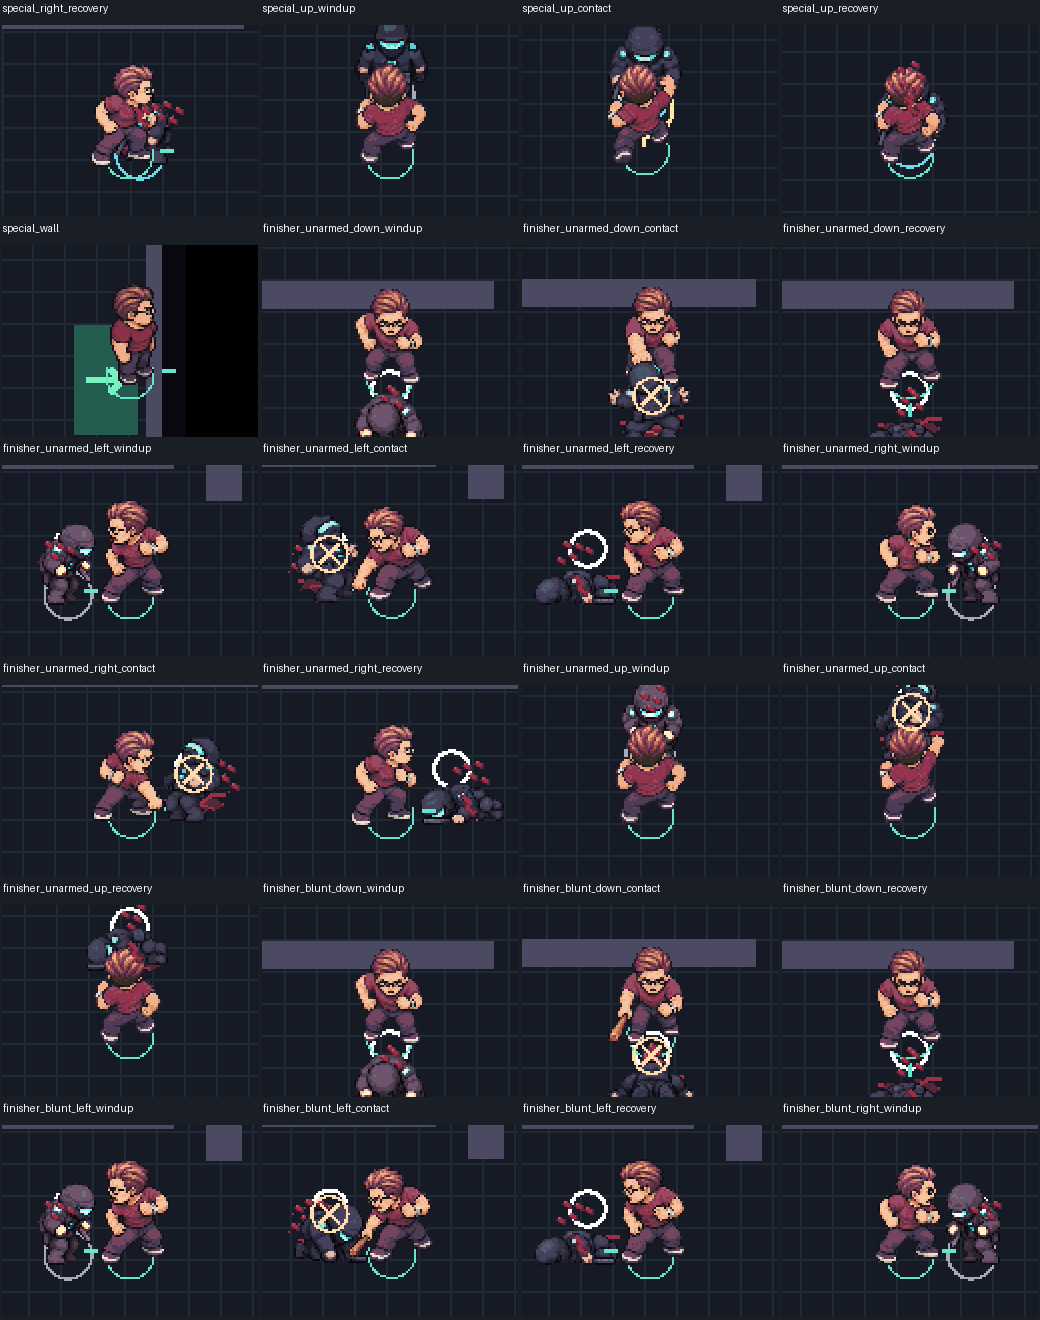 special_right_recovery
special_up_windup
special_up_contact
special_up_recovery
special_wall
finisher_unarmed_down_windup
finisher_unarmed_down_contact
finisher_unarmed_down_recovery
finisher_unarmed_left_windup
finisher_unarmed_left_contact
finisher_unarmed_left_recovery
finisher_unarmed_right_windup
finisher_unarmed_right_contact
finisher_unarmed_right_recovery
finisher_unarmed_up_windup
finisher_unarmed_up_contact
finisher_unarmed_up_recovery
finisher_blunt_down_windup
finisher_blunt_down_contact
finisher_blunt_down_recovery
finisher_blunt_left_windup
finisher_blunt_left_contact
finisher_blunt_left_recovery
finisher_blunt_right_windup